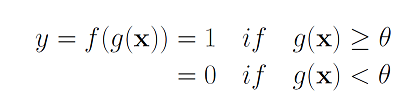 y = f(g(x)) = 1 if g(x) ≥ θ
= 0 if g(x) < θ